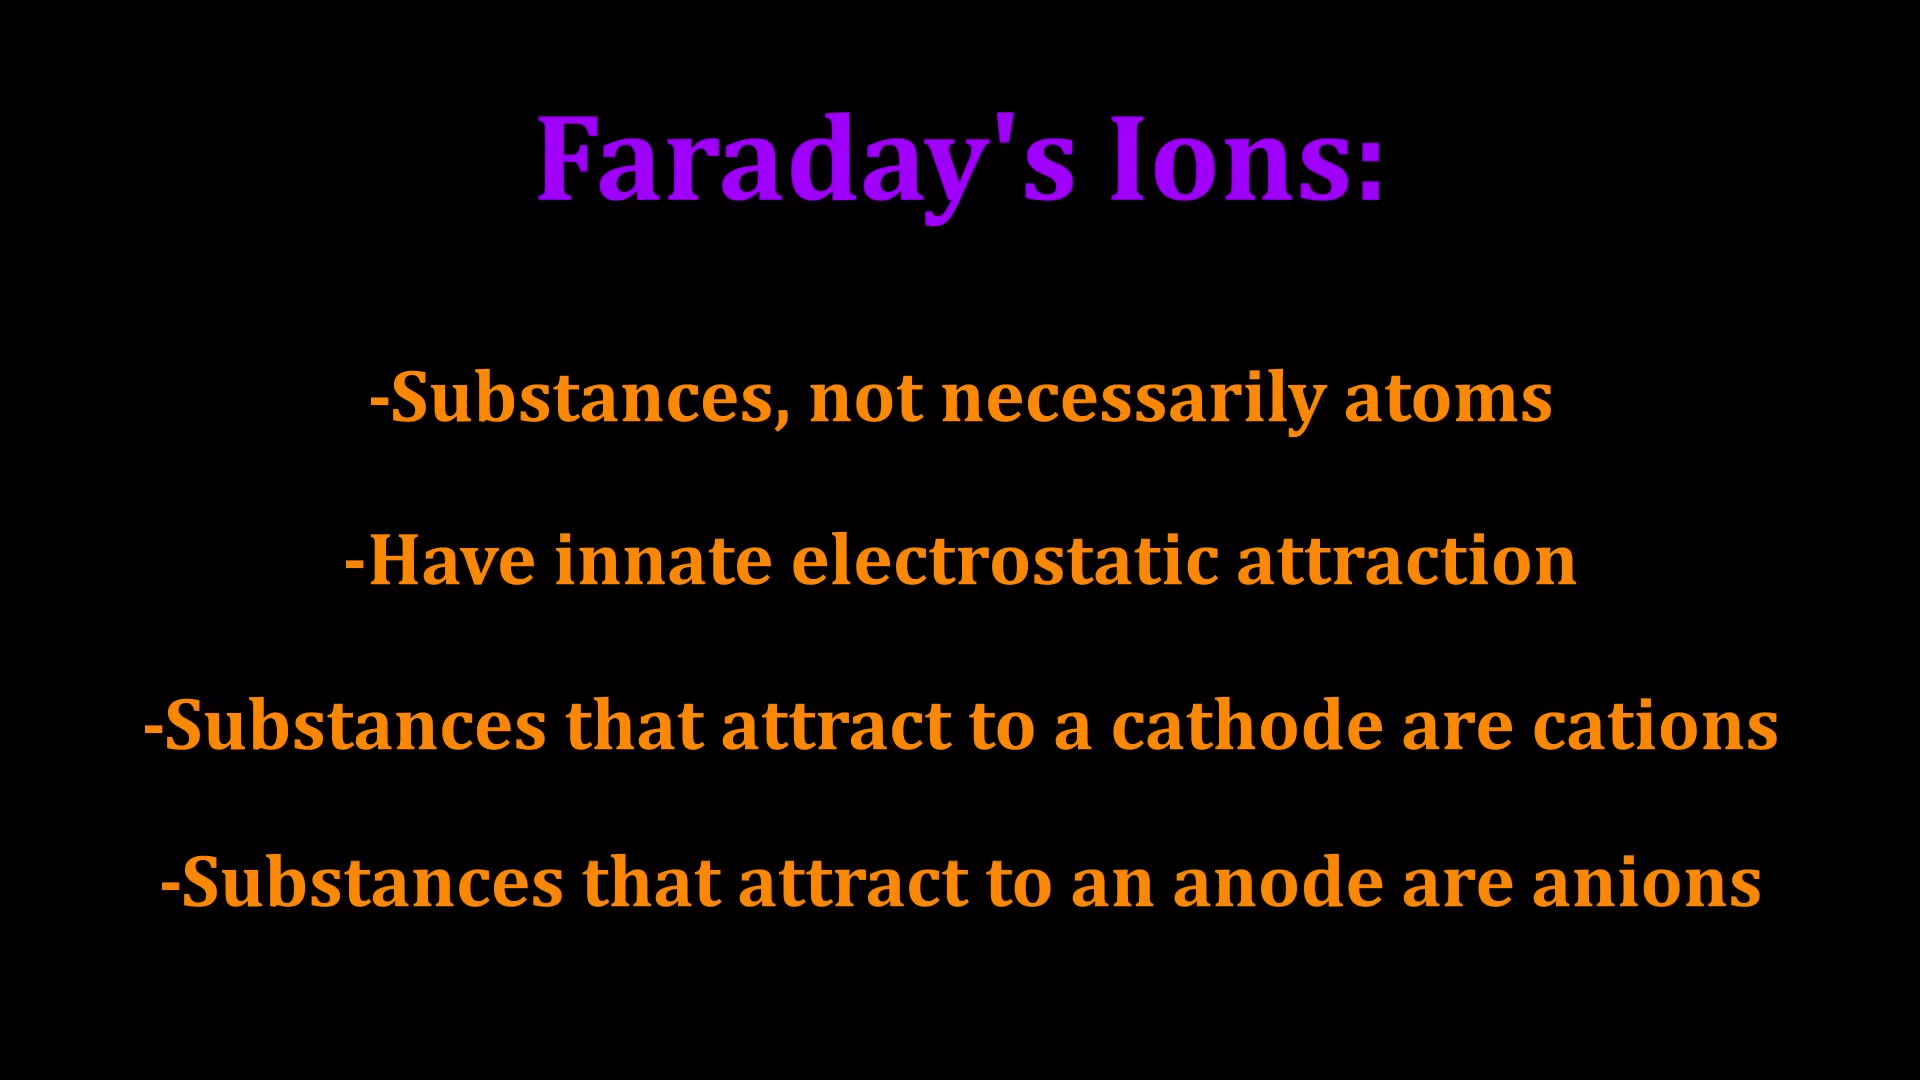 Faraday's Ions:
-Substances, not necessarily atoms
-Have innate electrostatic attraction
-Substances that attract to a cathode are cations
-Substances that attract to an anode are anions